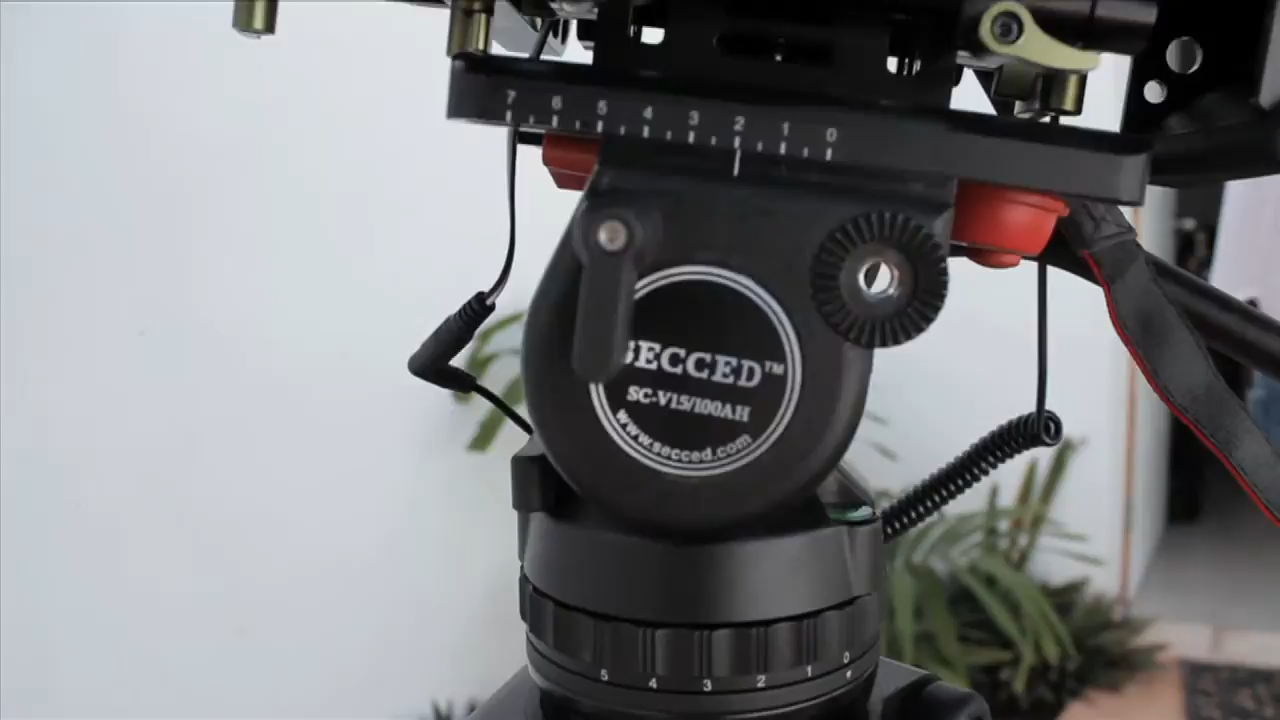 7 6 5 4 3 2 1 0
SECCED™
SC-V15/100AH
www.secced.com
5 4 3 2 1 0